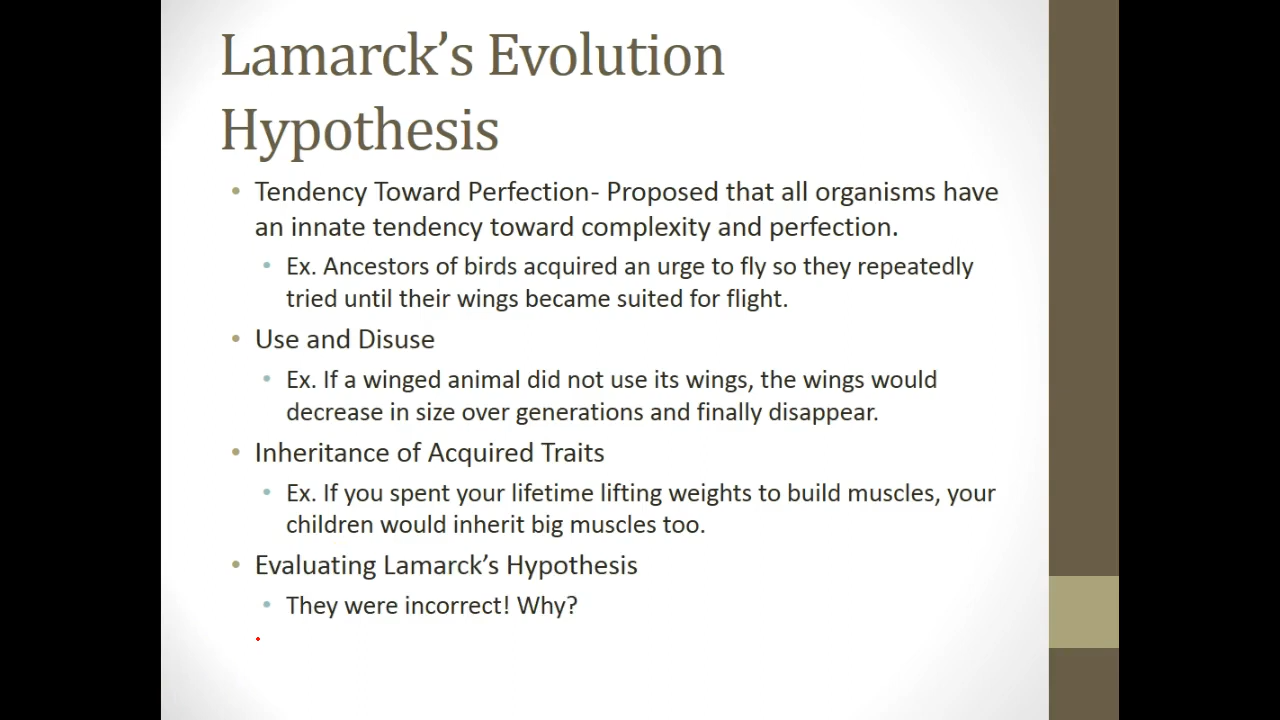 Lamarck’s Evolution
Hypothesis
• Tendency Toward Perfection- Proposed that all organisms have
an innate tendency toward complexity and perfection.
• Ex. Ancestors of birds acquired an urge to fly so they repeatedly
tried until their wings became suited for flight.
• Use and Disuse
• Ex. If a winged animal did not use its wings, the wings would
decrease in size over generations and finally disappear.
• Inheritance of Acquired Traits
• Ex. If you spent your lifetime lifting weights to build muscles, your
children would inherit big muscles too.
• Evaluating Lamarck’s Hypothesis
• They were incorrect! Why?